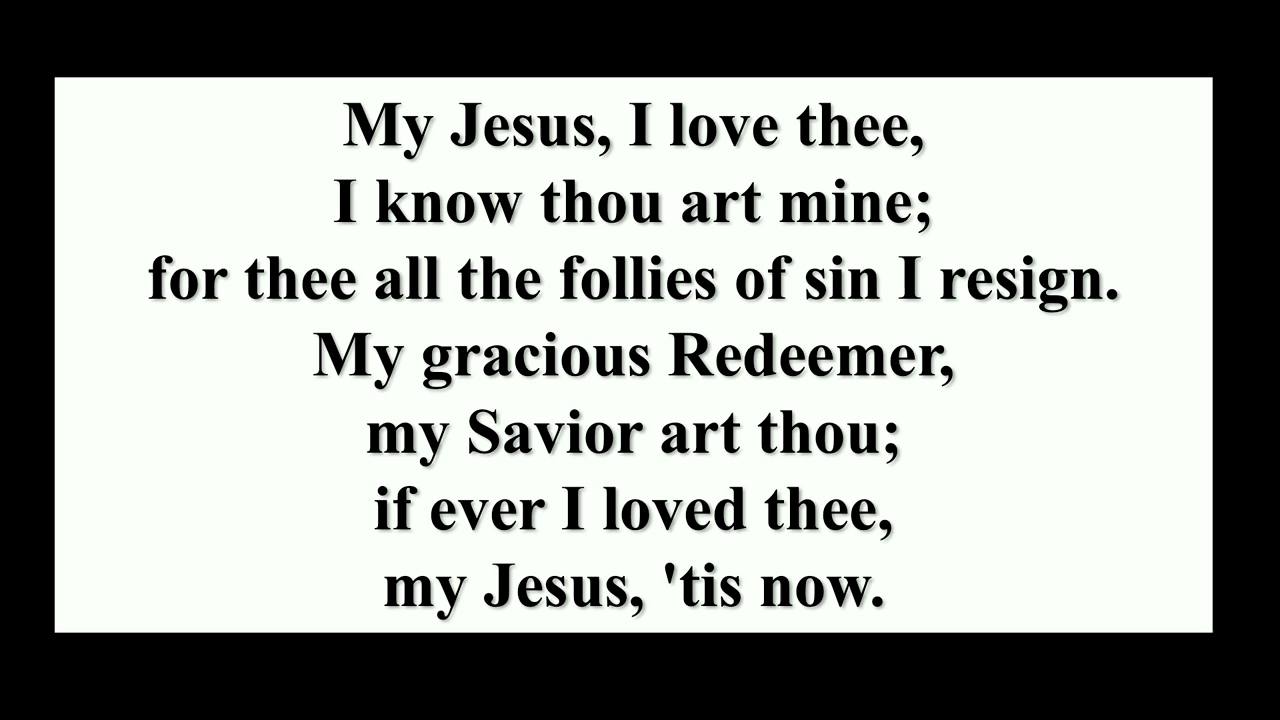 My Jesus, I love thee,
I know thou art mine;
for thee all the follies of sin I resign.
My gracious Redeemer,
my Savior art thou;
if ever I loved thee,
my Jesus, 'tis now.